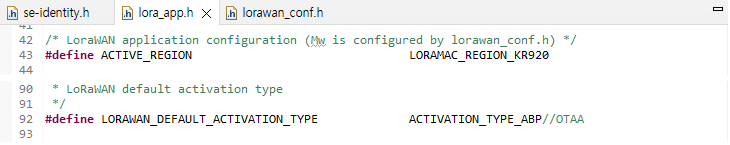 se-identity.h lora_app.h lorawan_conf.h
41
42 /* LoraWAN application configuration (Mw is configured by lorawan_conf.h) */
43 #define ACTIVE_REGION LORAMAC_REGION_KR920
44
90 * LoRaWAN default activation type
91 */
92 #define LORAWAN_DEFAULT_ACTIVATION_TYPE ACTIVATION_TYPE_ABP//OTAA
93